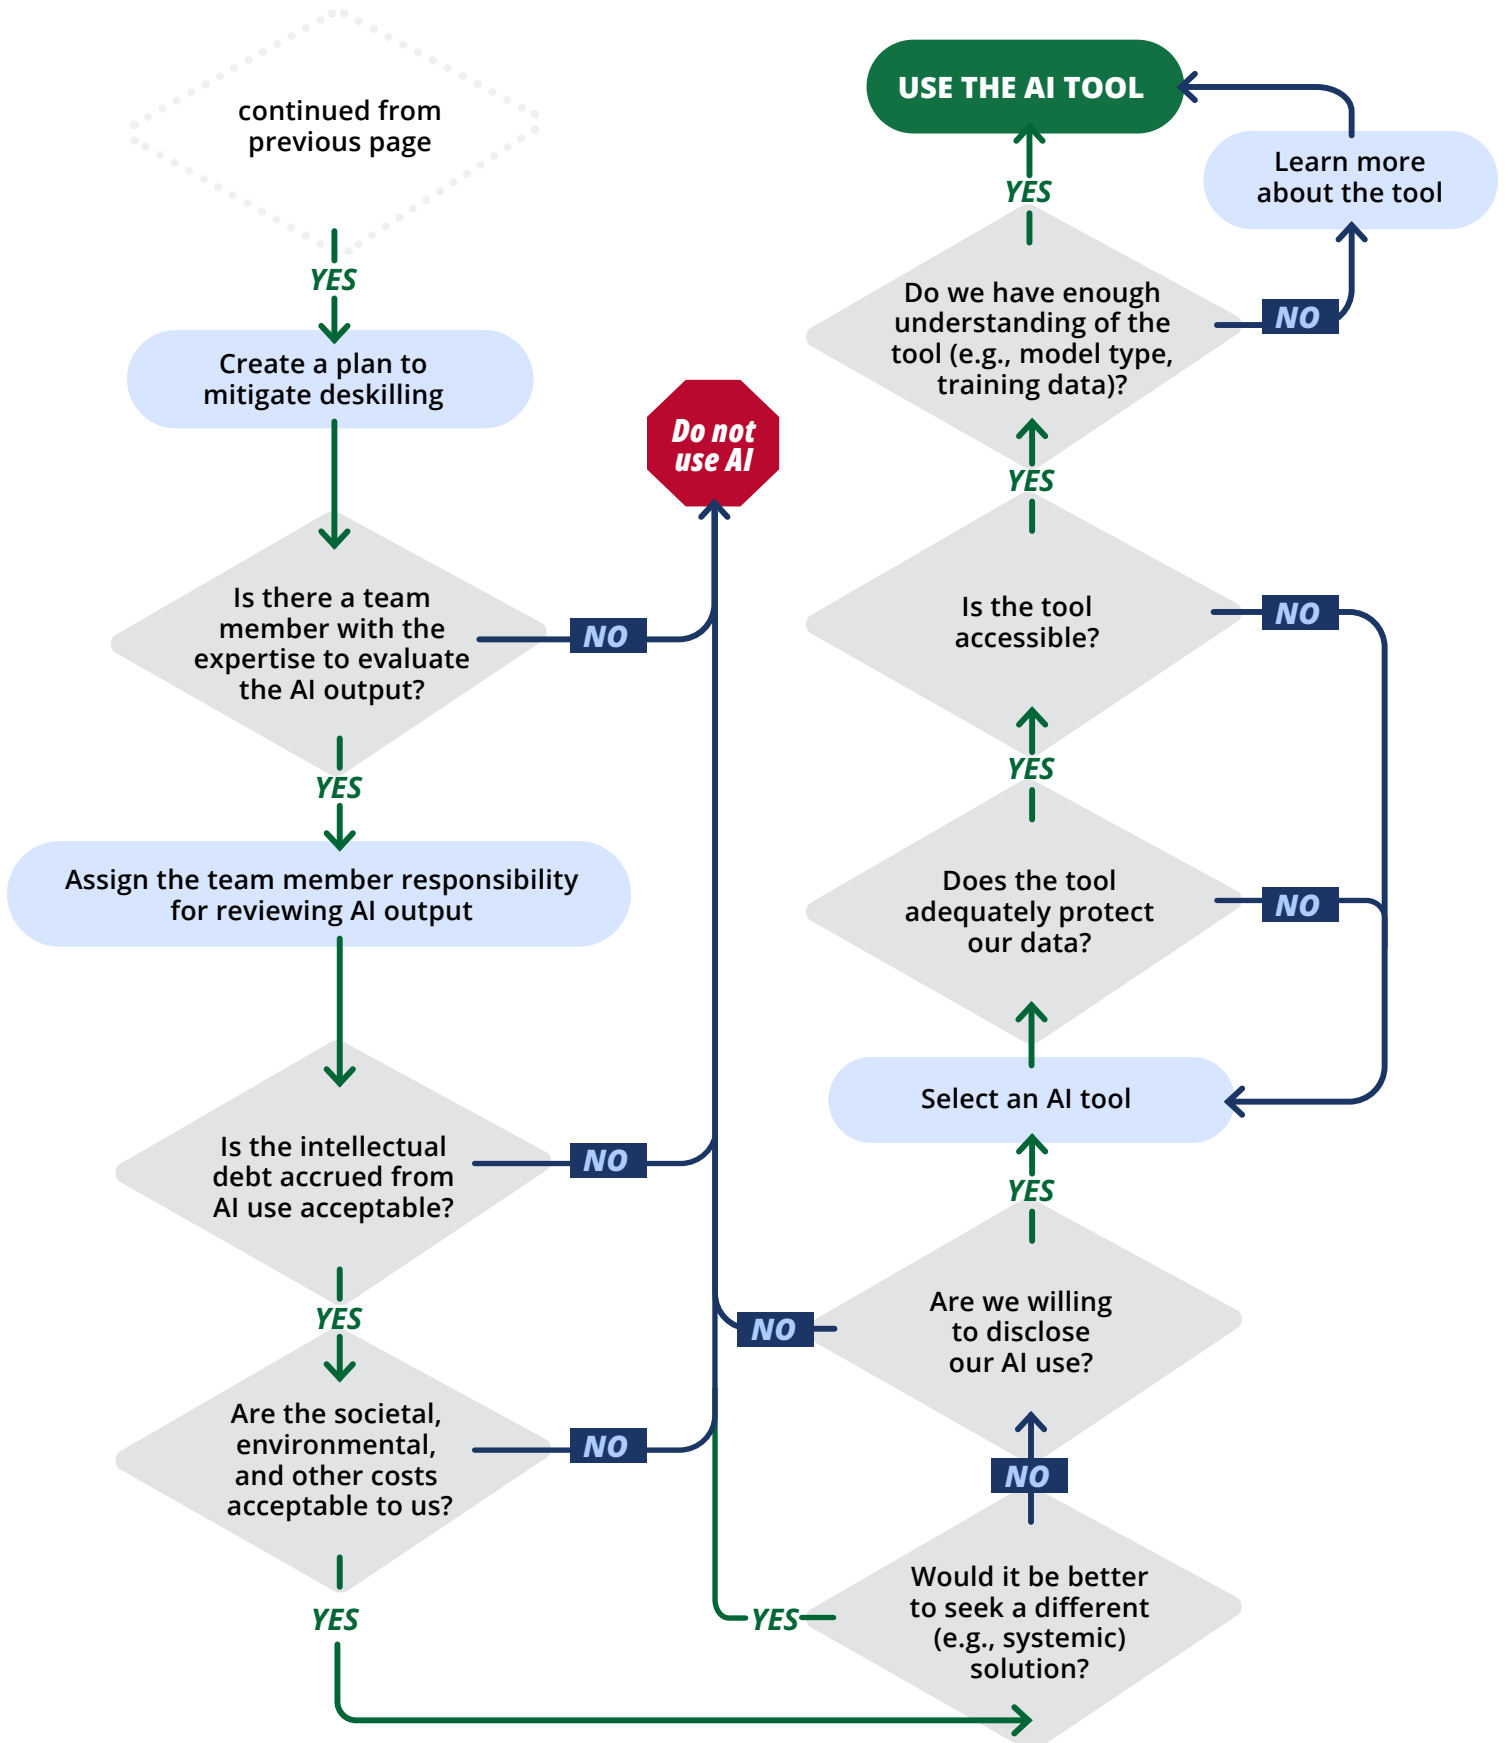 continued from
previous page
YES
Create a plan to
mitigate deskilling
Is there a team
member with the
expertise to evaluate
the AI output?
NO
YES
Assign the team member responsibility
for reviewing AI output
Is the intellectual
debt accrued from
AI use acceptable?
NO
YES
Are the societal,
environmental,
and other costs
acceptable to us?
NO
YES
Do not
use AI
Would it be better
to seek a different
(e.g., systemic)
solution?
YES
NO
Are we willing
to disclose
our AI use?
NO
YES
Select an AI tool
Does the tool
adequately protect
our data?
NO
YES
Is the tool
accessible?
NO
YES
Do we have enough
understanding of the
tool (e.g., model type,
training data)?
NO
Learn more
about the tool
YES
USE THE AI TOOL